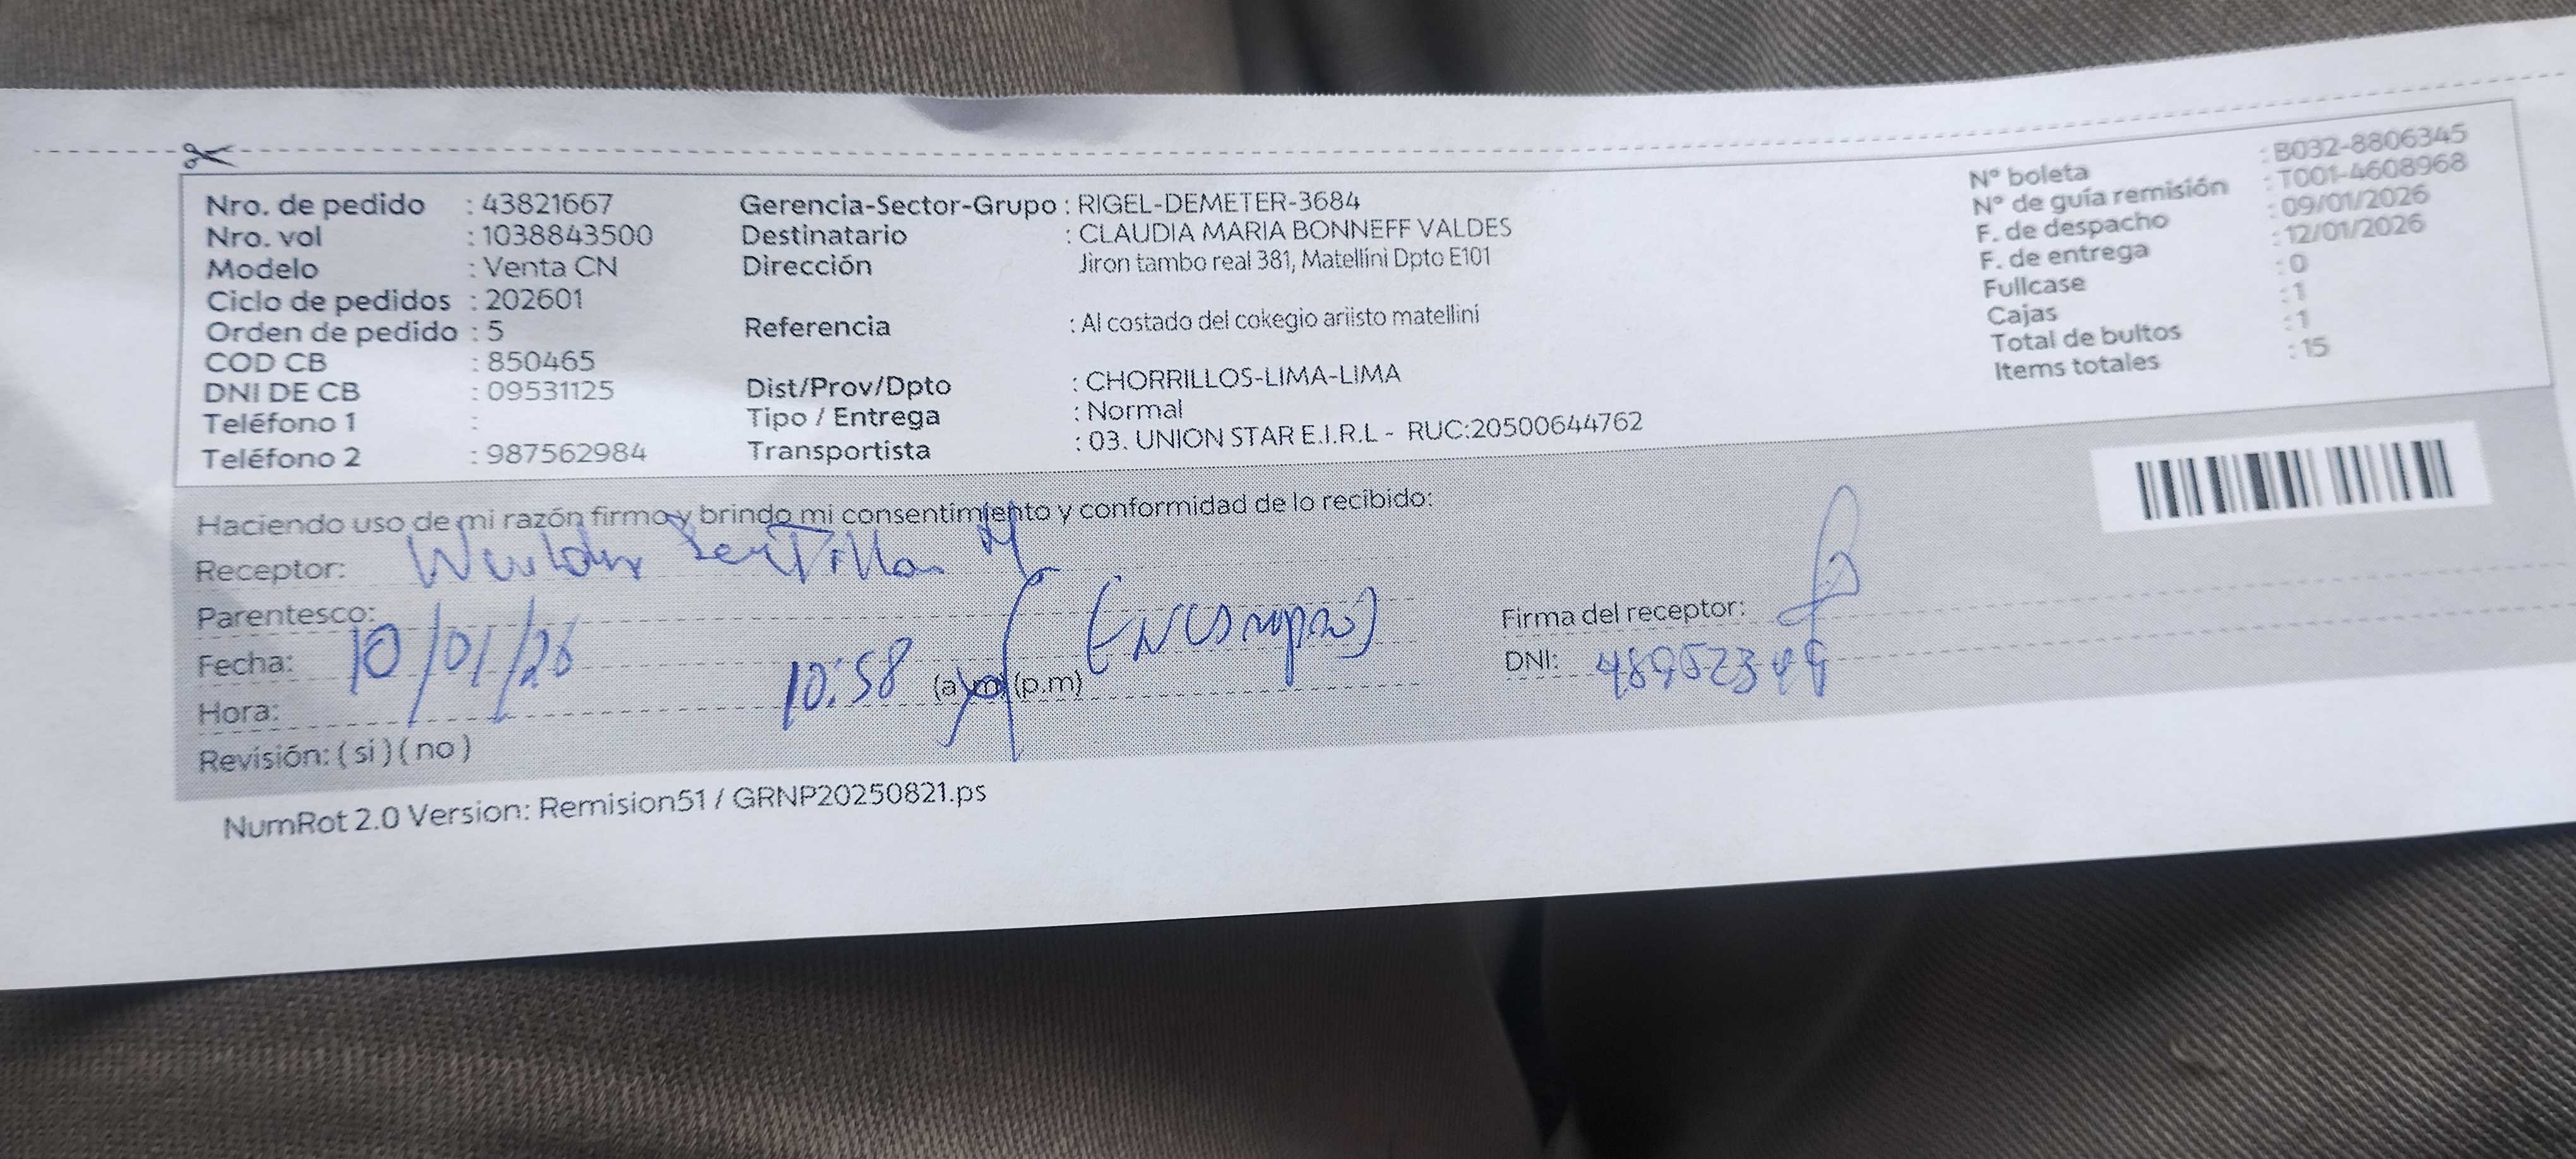 Nro. de pedido : 43821667
Nro. vol : 1038843500
Modelo : Venta CN
Ciclo de pedidos : 202601
Orden de pedido : 5
COD CB : 850465
DNI DE CB : 09531125
Teléfono 1 :
Teléfono 2 : 987562984
Gerencia-Sector-Grupo : RIGEL-DEMETER-3684
Destinatario : CLAUDIA MARIA BONNEFF VALDES
Dirección Jiron tambo real 381, Matellini Dpto E101
Referencia : Al costado del cokegio ariisto matellini
Dist/Prov/Dpto : CHORRILLOS-LIMA-LIMA
Tipo / Entrega : Normal
Transportista : 03. UNION STAR E.I.R.L - RUC:20500644762
N° boleta : B032-8806345
N° de guía remisión : T001-4608968
F. de despacho : 09/01/2026
F. de entrega : 12/01/2026
Fullcase : 0
Cajas : 1
Total de bultos : 1
Items totales : 15
Haciendo uso de mi razón firmo y brindo mi consentimiento y conformidad de lo recibido:
Receptor:
Parentesco:
Fecha: 10/01/26
Hora: 10:58 (a.m) (p.m)
Revisión: ( si ) ( no )
Firma del receptor:
DNI:
NumRot 2.0 Version: Remision51 / GRNP20250821.ps